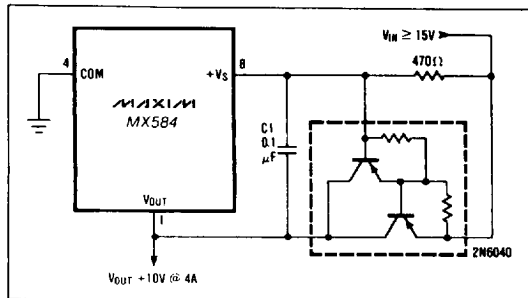 VIN ≥ 15V
470Ω
4
COM
+VS
8
MAXIM
MX584
C1
0.1
µF
VOUT
1
2N6040
VOUT +10V @ 4A